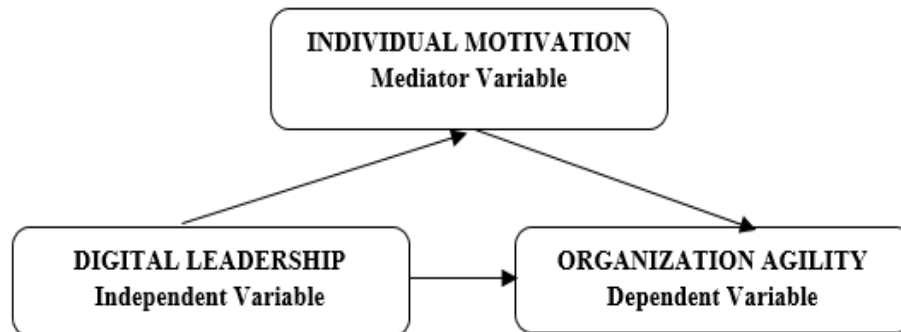 INDIVIDUAL MOTIVATION
Mediator Variable
DIGITAL LEADERSHIP
Independent Variable
ORGANIZATION AGILITY
Dependent Variable